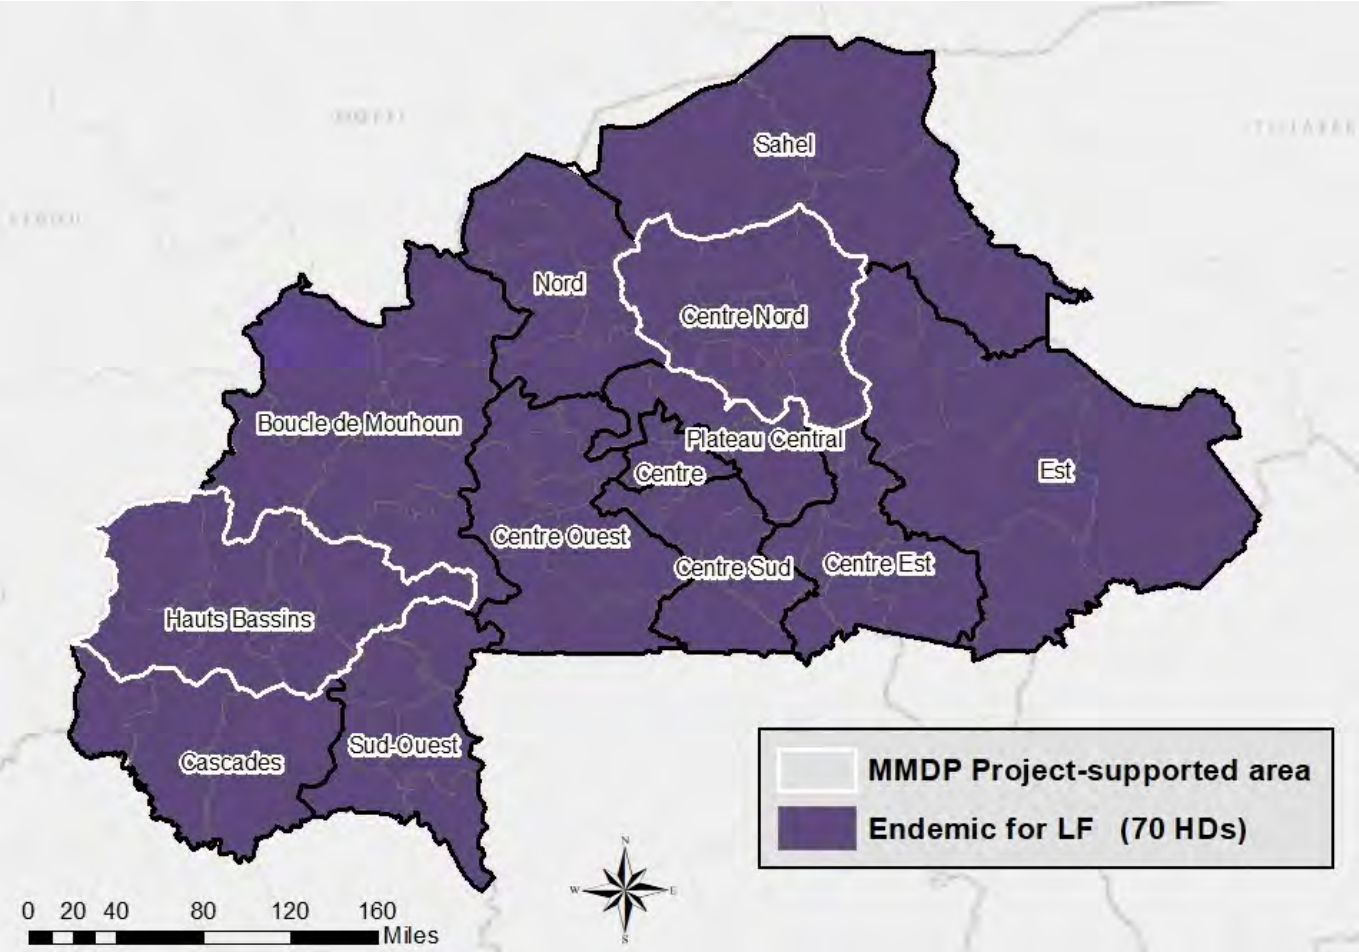 Sahel
Nord
Centre Nord
Boucle de Mouhoun
Plateau Central
Centre
Est
Centre Ouest
Centre Sud
Centre Est
Hauts Bassins
Sud-Ouest
Cascades
MMDP Project-supported area
Endemic for LF (70 HDs)
N
W E
S
0 20 40 80 120 160
Miles